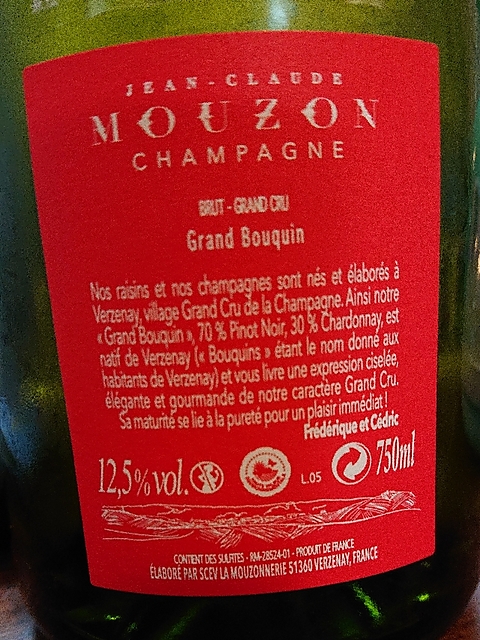 JEAN-CLAUDE
MOUZON
CHAMPAGNE
BRUT - GRAND CRU
Grand Bouquin
Nos raisins et nos champagnes sont nés et élaborés à
Verzenay, village Grand Cru de la Champagne. Ainsi notre
« Grand Bouquin », 70 % Pinot Noir, 30 % Chardonnay, est
natif de Verzenay (« Bouquins » étant le nom donné aux
habitants de Verzenay) et vous livre une expression ciselée,
élégante et gourmande de notre caractère Grand Cru.
Sa maturité se lie à la pureté pour un plaisir immédiat !
Frédérique et Cédric
12,5% vol. L.05 750ml
CONTIENT DES SULFITES - RM-28524-01 - PRODUIT DE FRANCE
ÉLABORÉ PAR SCEV LA MOUZONNERIE 51360 VERZENAY, FRANCE